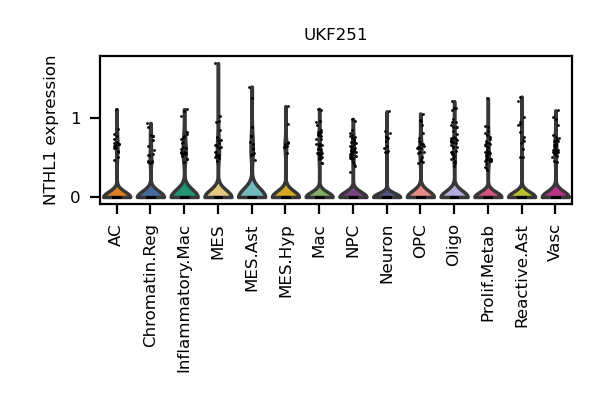 UKF251
NTHL1 expression
1
0
AC
Chromatin.Reg
Inflammatory.Mac
MES
MES.Ast
MES.Hyp
Mac
NPC
Neuron
OPC
Oligo
Prolif.Metab
Reactive.Ast
Vasc